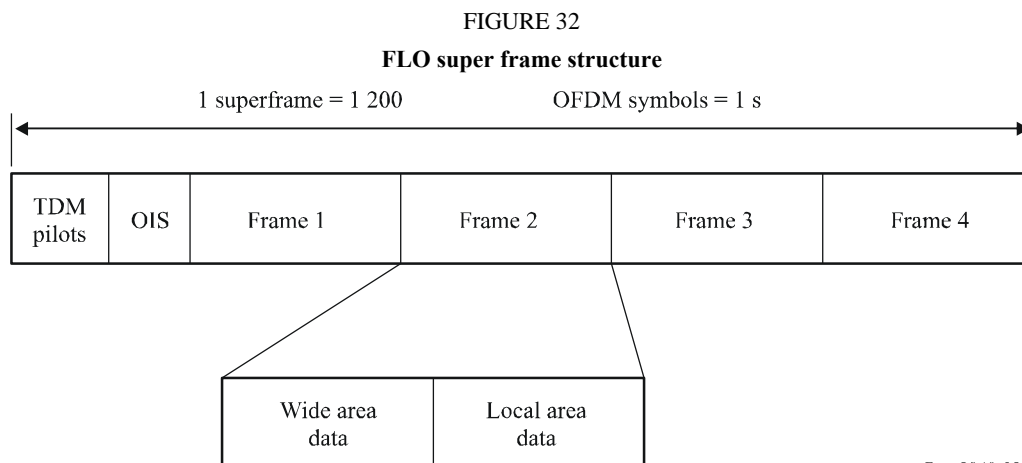 FIGURE 32
FLO super frame structure
1 superframe = 1 200 OFDM symbols = 1 s
TDM
pilots
OIS
Frame 1
Frame 2
Frame 3
Frame 4
Wide area
data
Local area
data